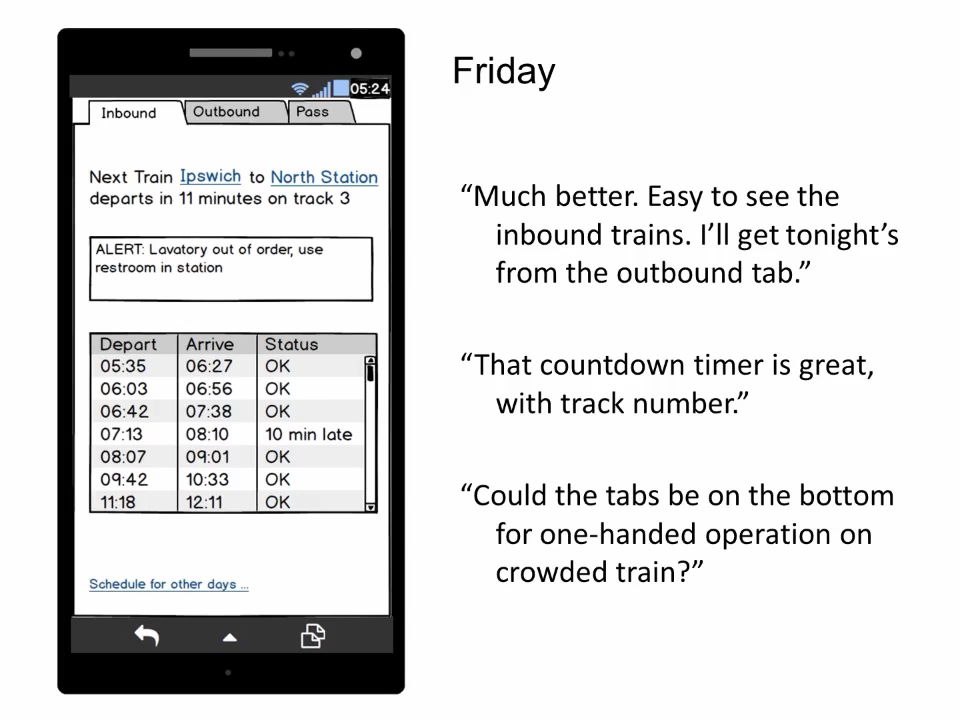 Friday
05:24
Inbound Outbound Pass
Next Train Ipswich to North Station
departs in 11 minutes on track 3
ALERT: Lavatory out of order, use
restroom in station
Depart Arrive Status
05:35 06:27 OK
06:03 06:56 OK
06:42 07:38 OK
07:13 08:10 10 min late
08:07 09:01 OK
09:42 10:33 OK
11:18 12:11 OK
Schedule for other days ...
“Much better. Easy to see the
inbound trains. I’ll get tonight’s
from the outbound tab.”
“That countdown timer is great,
with track number.”
“Could the tabs be on the bottom
for one-handed operation on
crowded train?”